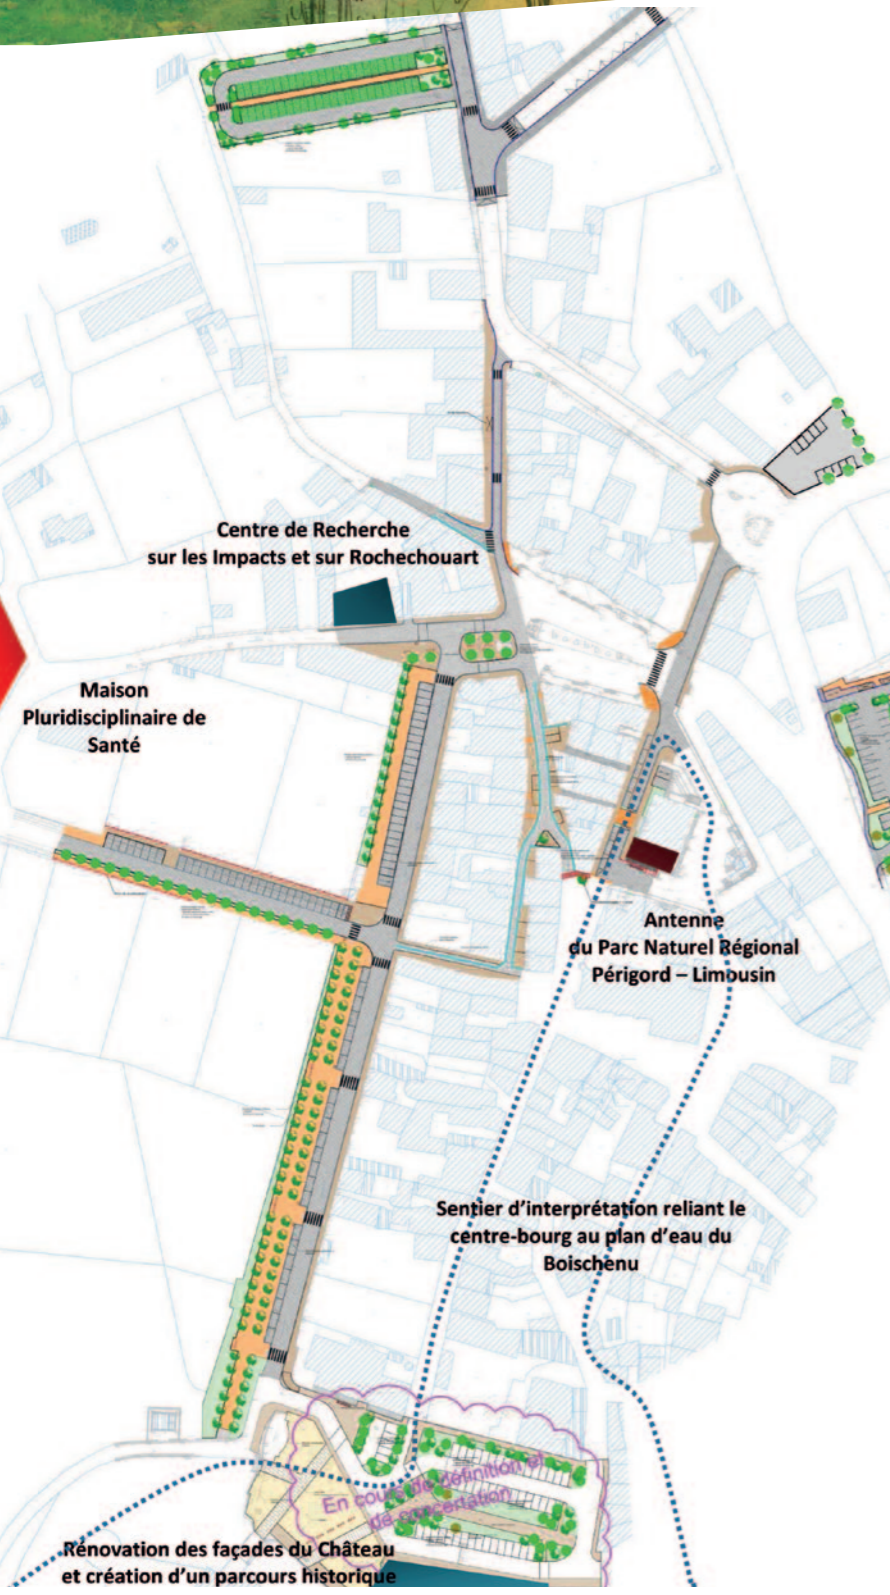 Centre de Recherche
sur les Impacts et sur Rochechouart
Maison
Pluridisciplinaire de
Santé
Antenne
du Parc Naturel Régional
Périgord – Limousin
Sentier d'interprétation reliant le
centre-bourg au plan d'eau du
Boischenu
En cours de définition et
de concertation
Rénovation des façades du Château
et création d'un parcours historique